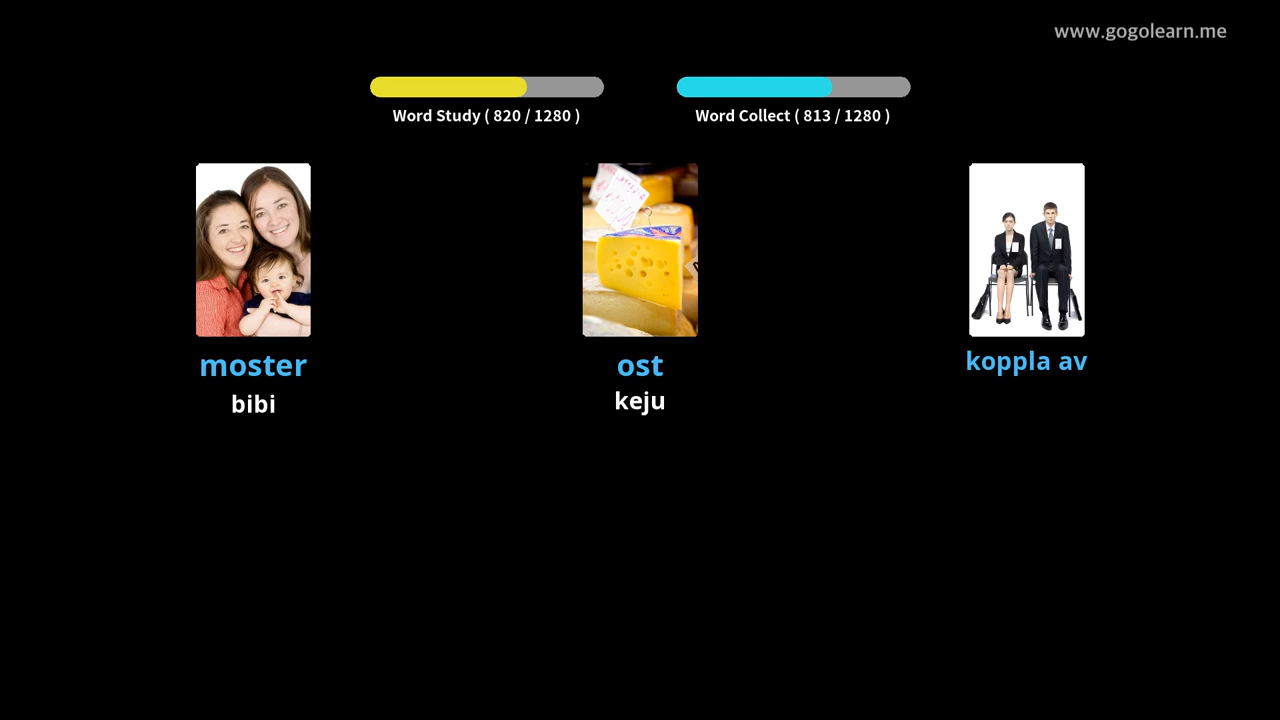 www.gogolearn.me
Word Study ( 820 / 1280 )
Word Collect ( 813 / 1280 )
moster
bibi
ost
keju
koppla av